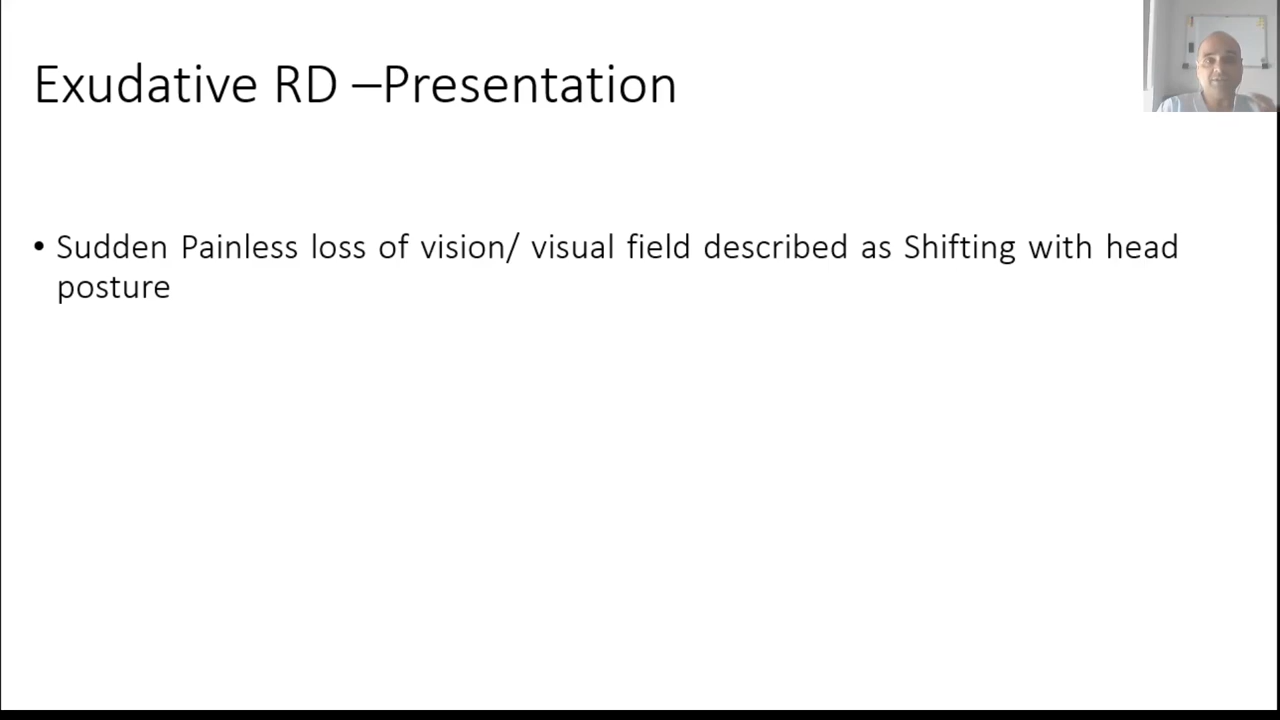 Exudative RD –Presentation
• Sudden Painless loss of vision/ visual field described as Shifting with head
posture